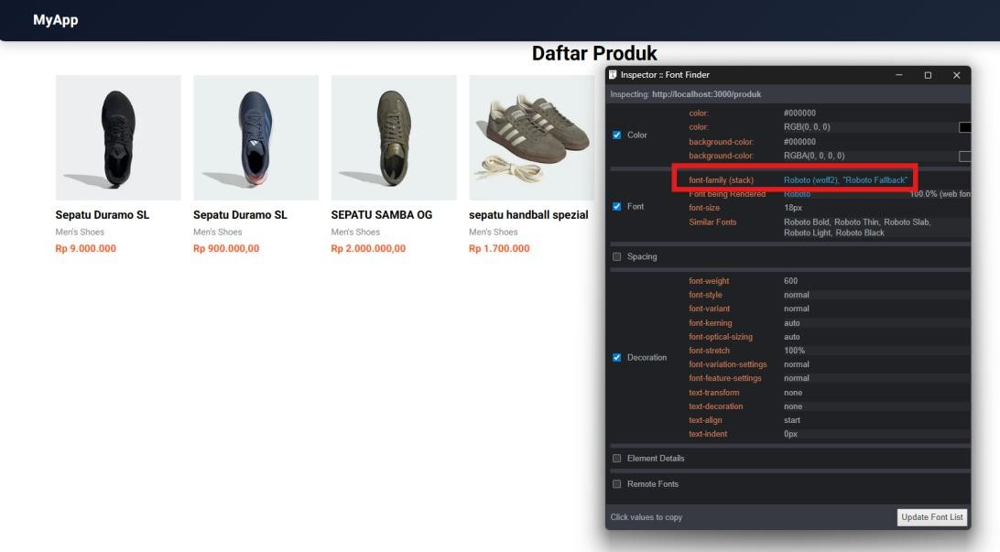 MyApp
Daftar Produk
Sepatu Duramo SL
Men's Shoes
Rp 9.000.000
Sepatu Duramo SL
Men's Shoes
Rp 900.000,00
SEPATU SAMBA OG
Men's Shoes
Rp 2.000.000,00
sepatu handball spezial
Men's Shoes
Rp 1.700.000
Inspector :: Font Finder
Inspecting: http://localhost:3000/produk
Color
color: #000000
color: RGB(0, 0, 0)
background-color: #000000
background-color: RGBA(0, 0, 0, 0)
Font
font-family (stack) Roboto (woff2), "Roboto Fallback"
Font being Rendered Roboto 100.0% (web fon
font-size 18px
Similar Fonts Roboto Bold, Roboto Thin, Roboto Slab,
Roboto Light, Roboto Black
Spacing
Decoration
font-weight 600
font-style normal
font-variant normal
font-kerning auto
font-optical-sizing auto
font-stretch 100%
font-variation-settings normal
font-feature-settings normal
text-transform none
text-decoration none
text-align start
text-indent 0px
Element Details
Remote Fonts
Click values to copy
Update Font List